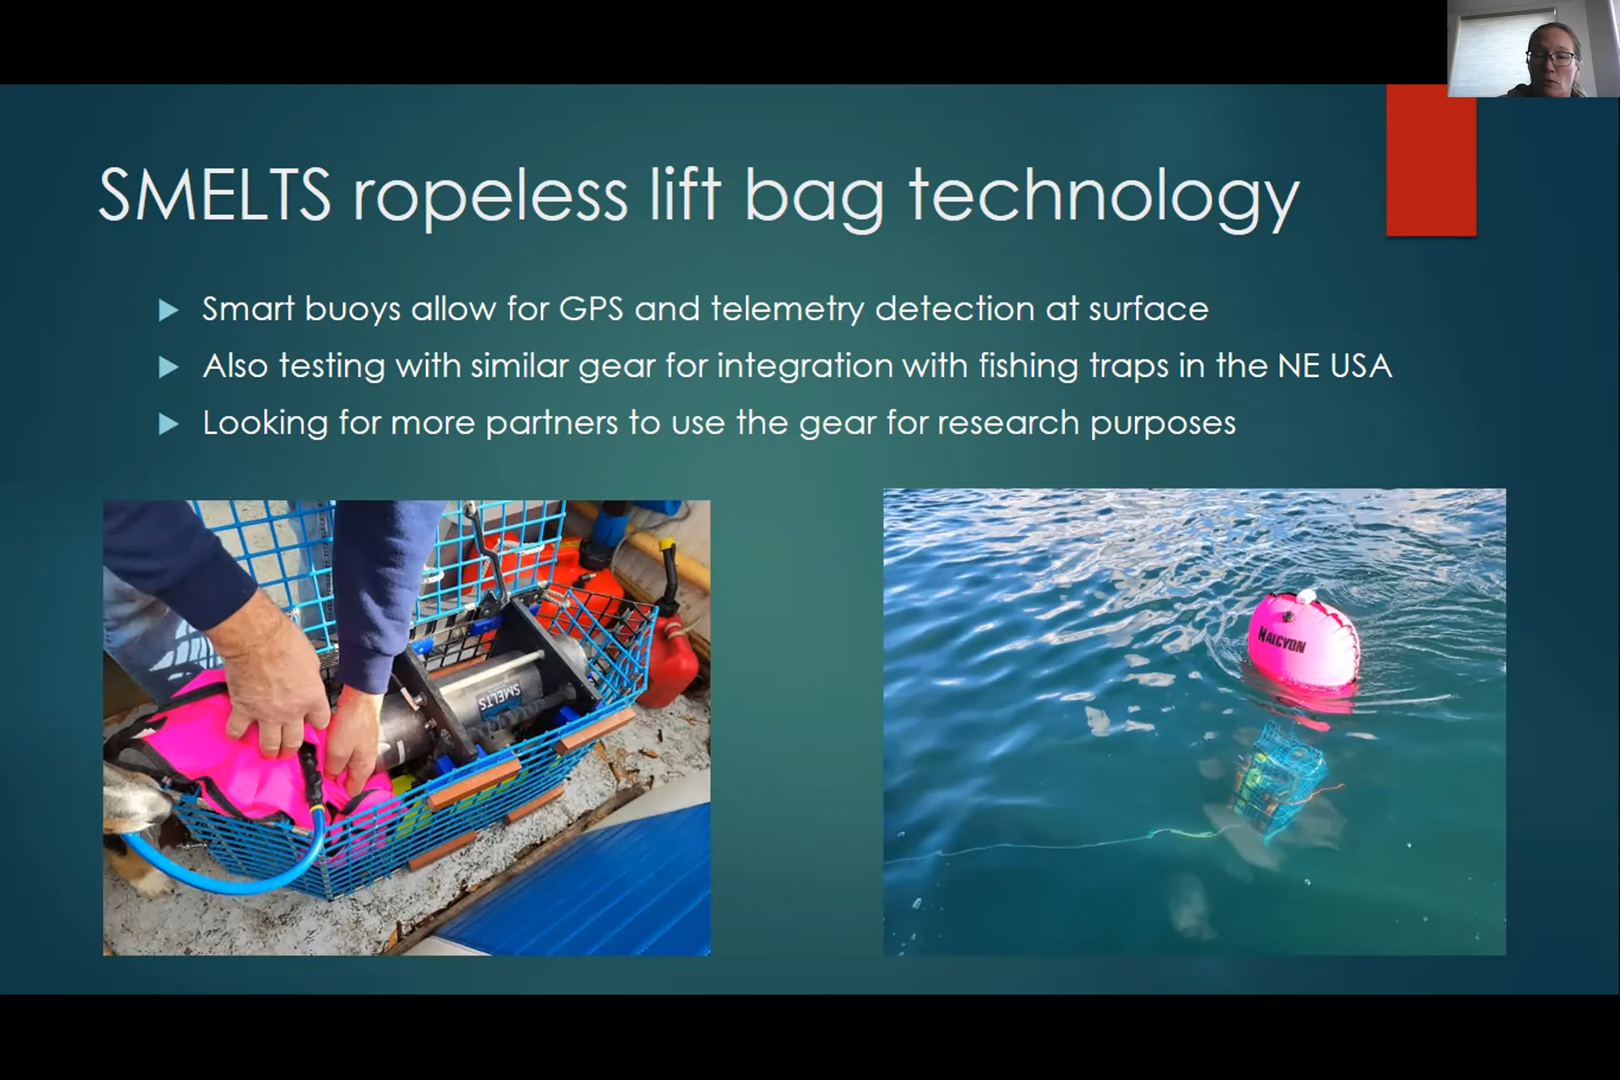 SMELTS ropeless lift bag technology
Smart buoys allow for GPS and telemetry detection at surface
Also testing with similar gear for integration with fishing traps in the NE USA
Looking for more partners to use the gear for research purposes
SMELTS
HALCYON